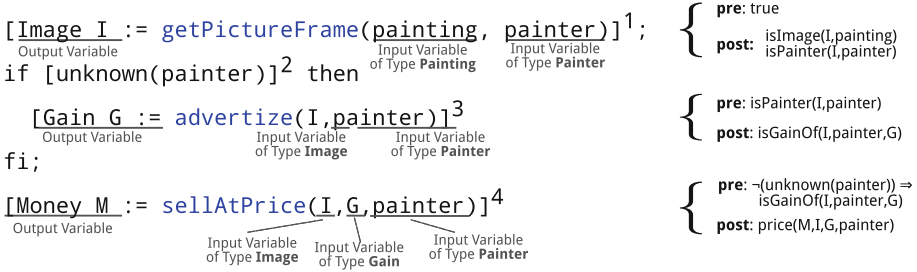 [Image I := getPictureFrame(painting, painter)]1;
Output Variable
Input Variable of Type Painting
Input Variable of Type Painter
pre: true
post: isImage(I,painting)
isPainter(I,painter)
if [unknown(painter)]2 then
[Gain G := advertize(I,painter)]3
Output Variable
Input Variable of Type Image
Input Variable of Type Painter
pre: isPainter(I,painter)
post: isGainOf(I,painter,G)
fi;
[Money M := sellAtPrice(I,G,painter)]4
Output Variable
Input Variable of Type Image
Input Variable of Type Gain
Input Variable of Type Painter
pre: ¬(unknown(painter)) ⇒
isGainOf(I,painter,G)
post: price(M,I,G,painter)